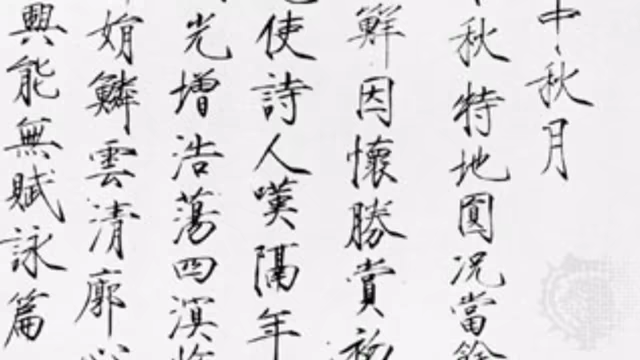 中秋月
秋特地圓况當
鮮因懷勝賞
使詩人嘆隔年
光增浩蕩四溟
娟鱗雲清廓
興能無賦詠篇